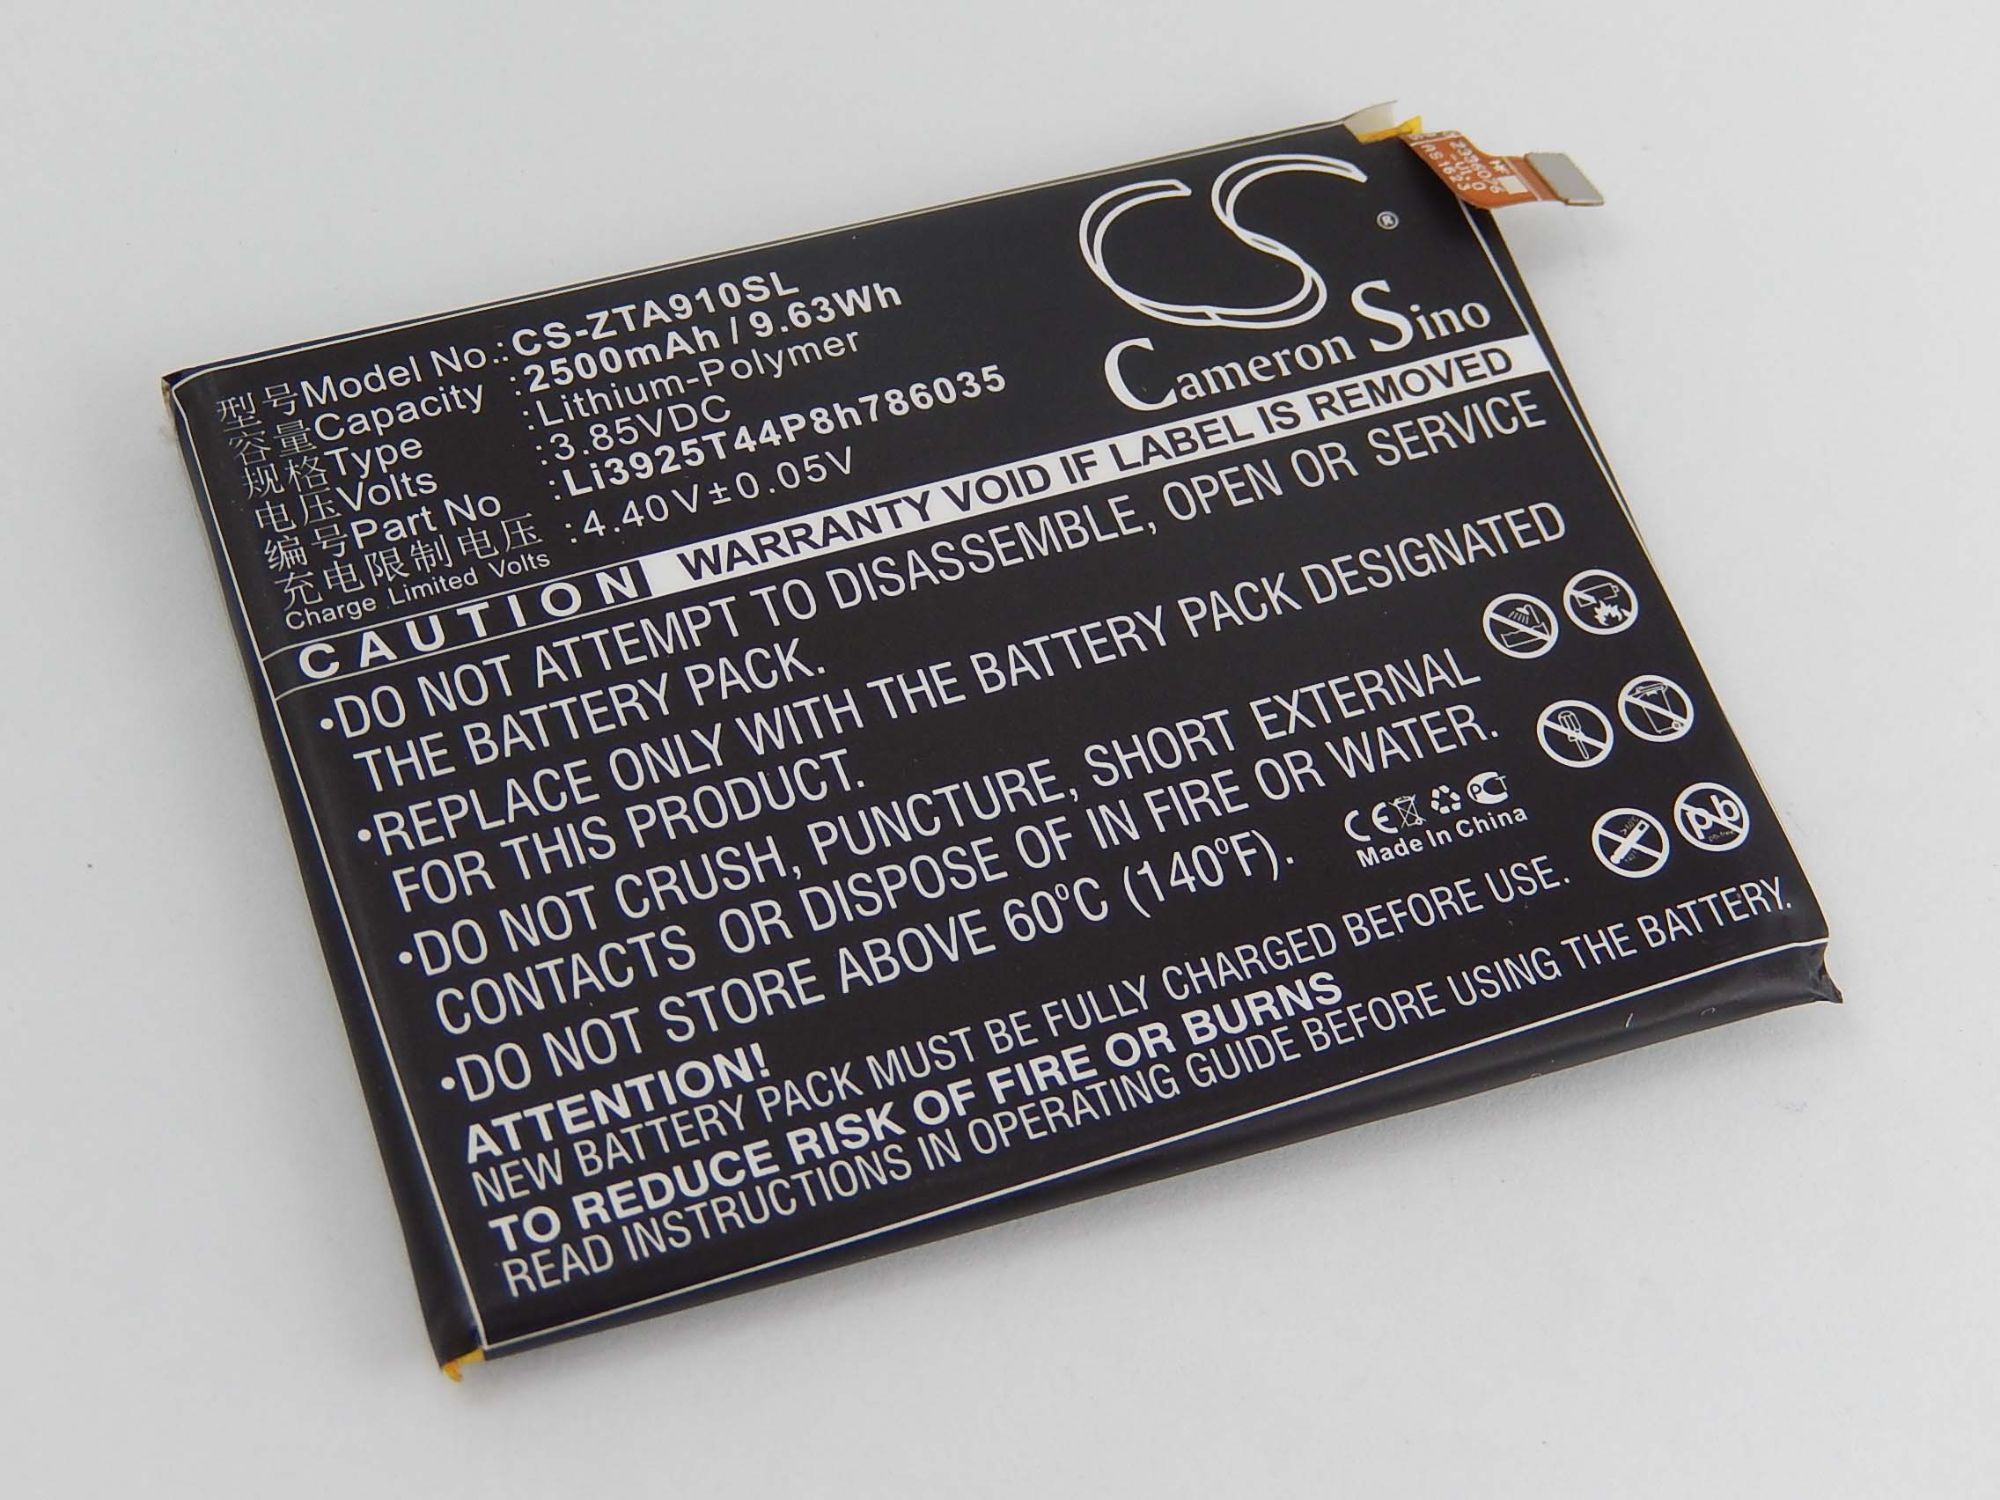 CS
®
Cameron Sino
型号Model No.:CS-ZTA910SL
容量Capacity :2500mAh / 9.63Wh
规格Type :Lithium-Polymer
电压Volts :3.85VDC
编号Part No :Li3925T44P8h786035
充电限制电压 :4.40V±0.05V
Charge Limited Volts
CAUTION WARRANTY VOID IF LABEL IS REMOVED
•DO NOT ATTEMPT TO DISASSEMBLE, OPEN OR SERVICE
THE BATTERY PACK.
•REPLACE ONLY WITH THE BATTERY PACK DESIGNATED
FOR THIS PRODUCT.
•DO NOT CRUSH, PUNCTURE, SHORT EXTERNAL
CONTACTS OR DISPOSE OF IN FIRE OR WATER.
•DO NOT STORE ABOVE 60°C (140°F).
CE
Made In China
Pb
ATTENTION!
NEW BATTERY PACK MUST BE FULLY CHARGED BEFORE USE.
TO REDUCE RISK OF FIRE OR BURNS
READ INSTRUCTIONS IN OPERATING GUIDE BEFORE USING THE BATTERY.
HF
2336076
-V1.0
AS1623